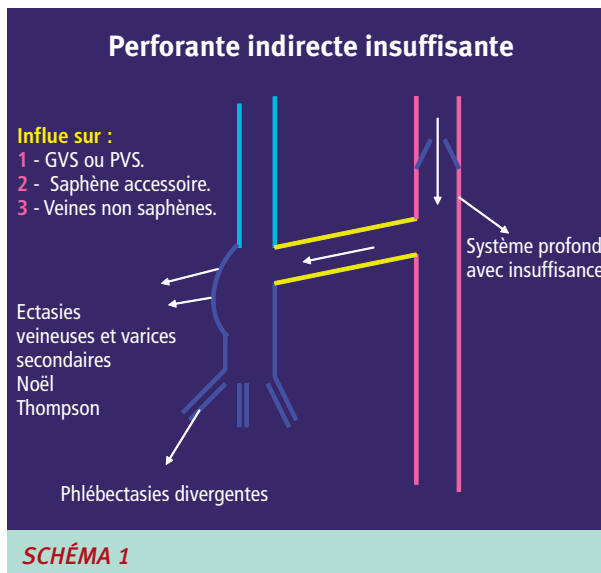 Perforante indirecte insuffisante
Influe sur :
1 - GVS ou PVS.
2 - Saphène accessoire.
3 - Veines non saphènes.
Système profond
avec insuffisance
Ectasies
veineuses et varices
secondaires
Noël
Thompson
Phlébectasies divergentes
SCHÉMA 1